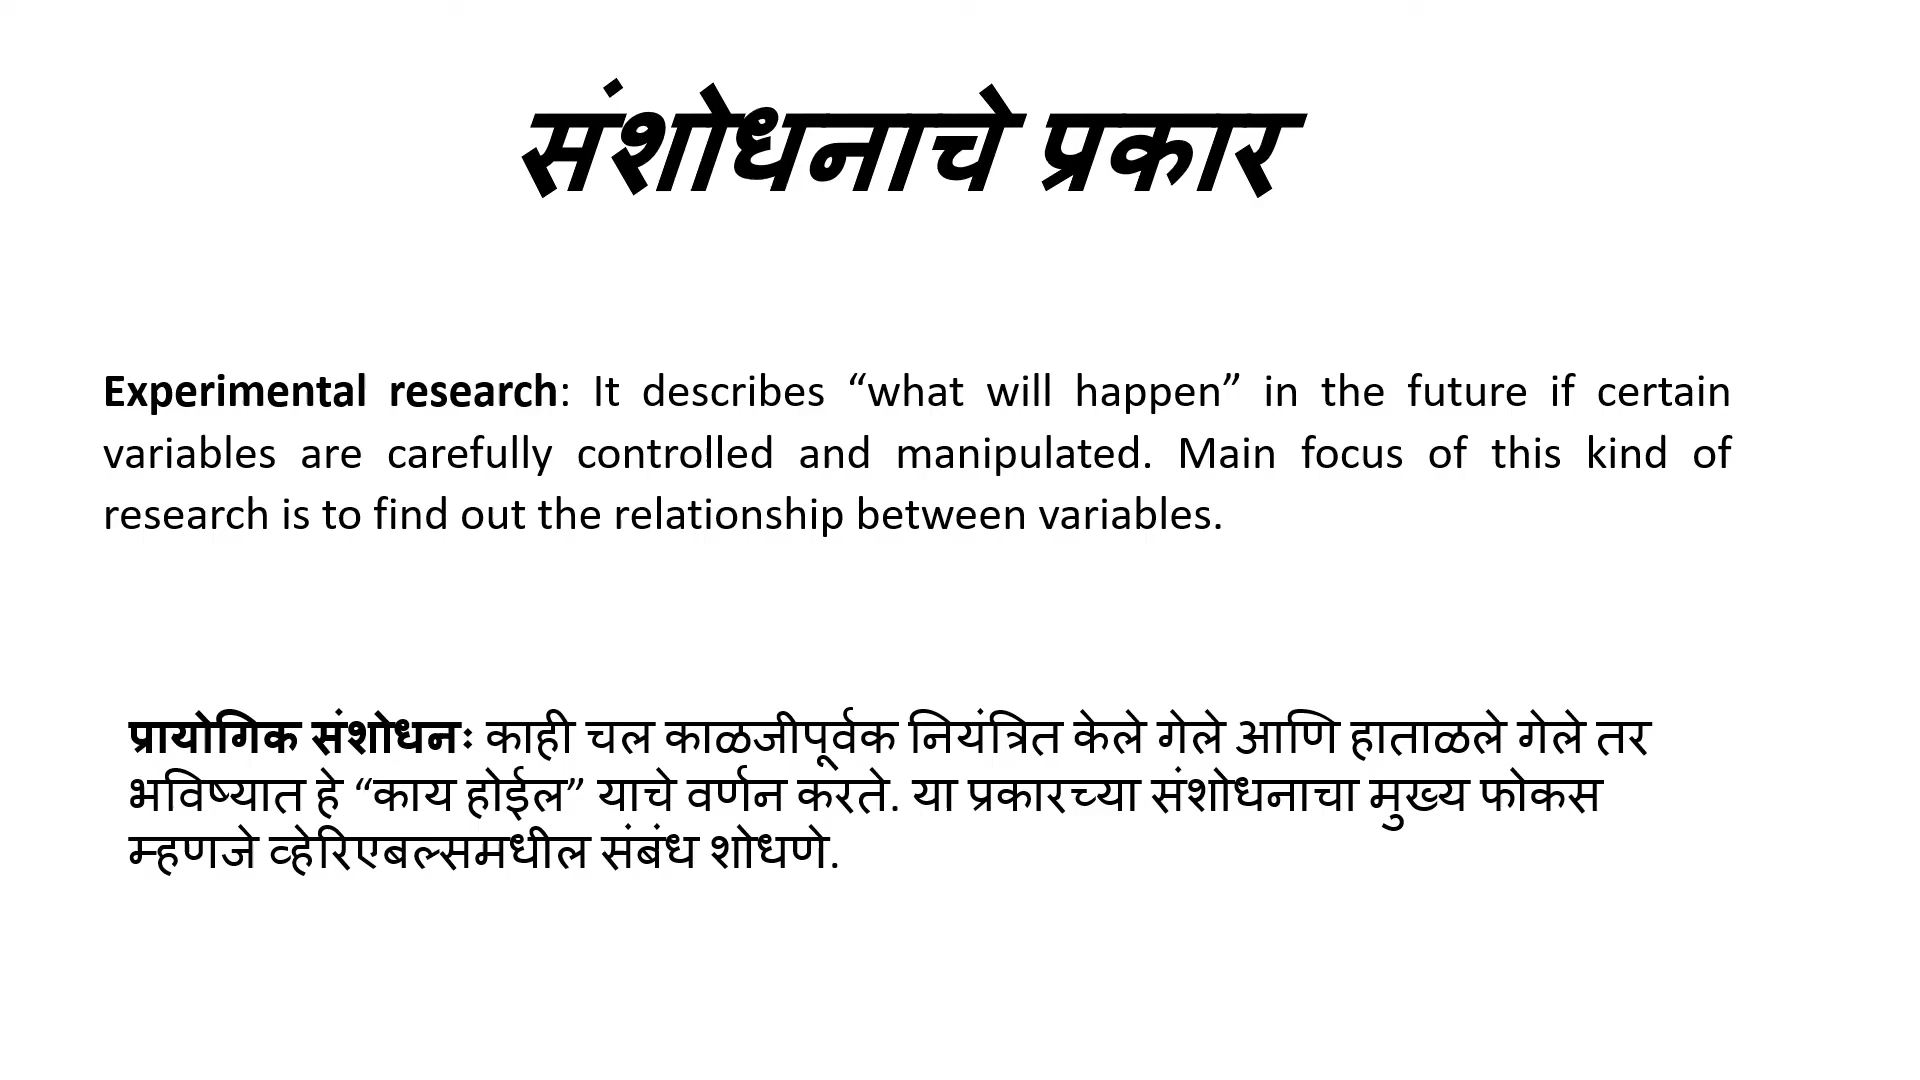 संशोधनाचे प्रकार
Experimental research: It describes “what will happen” in the future if certain
variables are carefully controlled and manipulated. Main focus of this kind of
research is to find out the relationship between variables.
प्रायोगिक संशोधनः काही चल काळजीपूर्वक नियंत्रित केले गेले आणि हाताळले गेले तर
भविष्यात हे “काय होईल” याचे वर्णन करते. या प्रकारच्या संशोधनाचा मुख्य फोकस
म्हणजे व्हेरिएबल्समधील संबंध शोधणे.